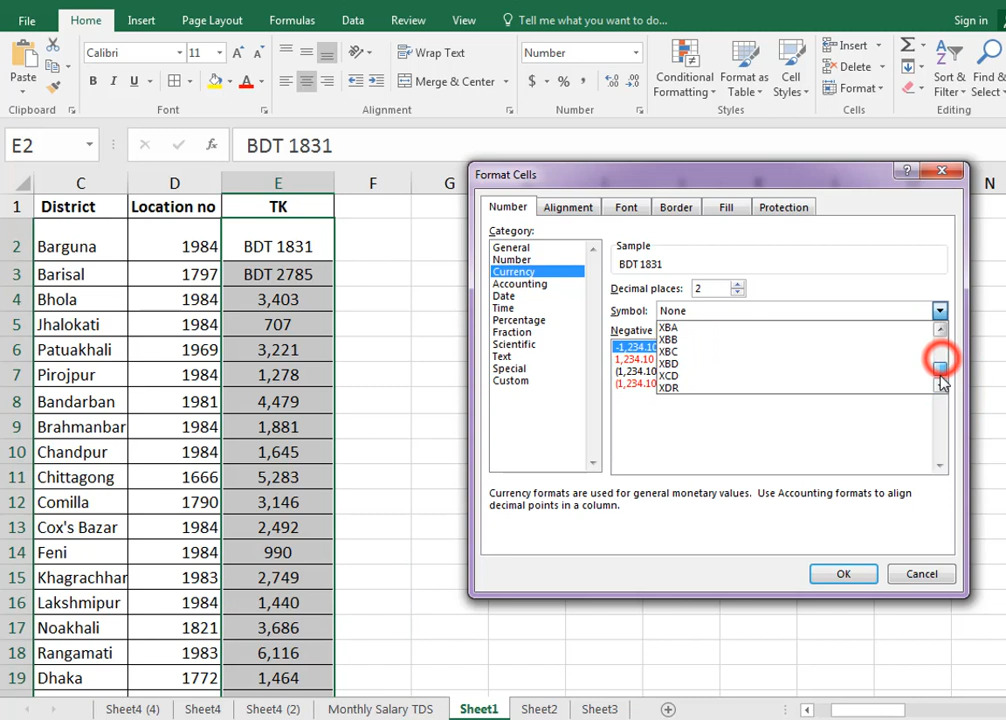 File Home Insert Page Layout Formulas Data Review View Tell me what you want to do... Sign in
Paste
Clipboard
Calibri 11 A A
B I U A
Font
Wrap Text
Merge & Center
Alignment
Number
$ % ,
Number
Conditional Formatting
Format as Table
Cell Styles
Styles
Insert
Delete
Format
Cells
Sort & Filter
Find & Select
Editing
E2 fx BDT 1831
C D E F G N
1 District Location no TK
2 Barguna 1984 BDT 1831
3 Barisal 1797 BDT 2785
4 Bhola 1984 3,403
5 Jhalokati 1984 707
6 Patuakhali 1969 3,221
7 Pirojpur 1984 1,278
8 Bandarban 1981 4,479
9 Brahmanbar 1984 1,881
10 Chandpur 1984 1,645
11 Chittagong 1666 5,283
12 Comilla 1790 3,146
13 Cox's Bazar 1984 2,492
14 Feni 1984 990
15 Khagrachhar 1983 2,749
16 Lakshmipur 1984 1,440
17 Noakhali 1821 3,686
18 Rangamati 1983 6,116
19 Dhaka 1772 1,464
Format Cells
Number Alignment Font Border Fill Protection
Category:
General
Number
Currency
Accounting
Date
Time
Percentage
Fraction
Scientific
Text
Special
Custom
Sample
BDT 1831
Decimal places: 2
Symbol: None
Negative
-1,234.10
1,234.10
(1,234.10
(1,234.10
XBA
XBB
XBC
XBD
XCD
XDR
Currency formats are used for general monetary values. Use Accounting formats to align
decimal points in a column.
OK Cancel
Sheet4 (4) Sheet4 Sheet4 (2) Monthly Salary TDS Sheet1 Sheet2 Sheet3